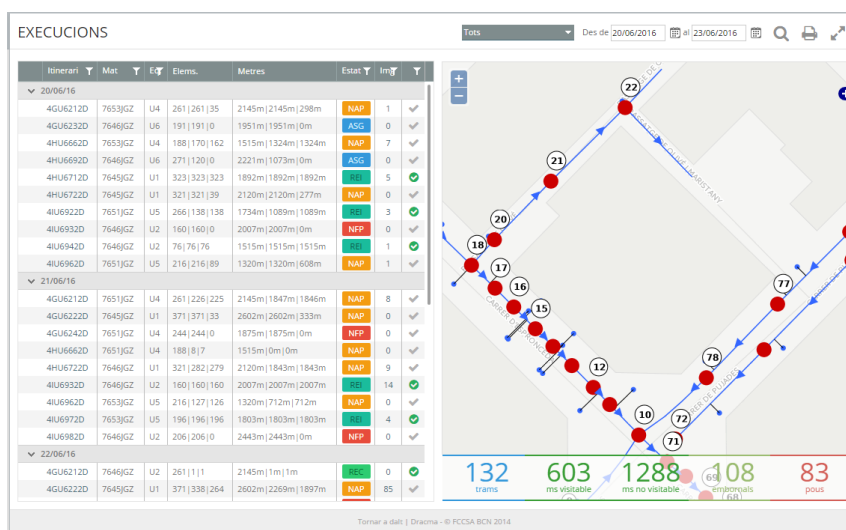 EXECUCIONS
Tots
Des de 20/06/2016 al 23/06/2016
Itinerari Mat Elems. Metres Estat
20/06/16
4GU6212D 7653JGZ U4 261|261|35 2145m|2145m|298m NAP 1
4GU6232D 7646JGZ U6 191|191|0 1951m|1951m|0m ASG 0
4HU6662D 7653JGZ U4 188|170|162 1515m|1324m|1324m NAP 7
4HU6692D 7646JGZ U6 271|120|0 2221m|1073m|0m ASG 0
4HU6712D 7645JGZ U1 323|323|323 1892m|1892m|1892m REI 5
4HU6722D 7645JGZ U1 321|321|39 2120m|2120m|277m NAP 0
4IU6922D 7651JGZ U5 266|138|138 1734m|1089m|1089m REI 3
4IU6932D 7646JGZ U2 160|160|0 2007m|2007m|0m NFP 0
4IU6942D 7646JGZ U2 76|76|76 1515m|1515m|1515m REI 1
4IU6962D 7651JGZ U5 216|216|89 1320m|1320m|608m NAP 1
21/06/16
4GU6212D 7651JGZ U4 261|226|225 2145m|1847m|1846m NAP 8
4GU6222D 7645JGZ U1 371|371|33 2602m|2602m|333m NAP 0
4GU6242D 7651JGZ U4 244|244|0 1875m|1875m|0m NFP 0
4HU6662D 7651JGZ U4 188|8|7 1515m|0m|0m NAP 0
4HU6722D 7646JGZ U1 321|282|279 2120m|1843m|1843m NAP 9
4IU6932D 7646JGZ U2 160|160|160 2007m|2007m|2007m REI 14
4IU6962D 7653JGZ U5 216|127|126 1320m|712m|712m NAP 0
4IU6972D 7653JGZ U5 196|196|196 1803m|1803m|1803m REI 4
4IU6982D 7646JGZ U2 206|206|0 2443m|2443m|0m NFP 0
22/06/16
4GU6212D 7646JGZ U2 261|1|1 2145m|1m|1m REC 0
4GU6222D 7645JGZ U1 371|338|264 2602m|2269m|1897m NAP 85
+
−
22
21
20
18
17
16
15
12
10
77
78
72
71
69
68
132 trams
603 ms visitable
1288 ms no visitable
108 embornals
83 pous
Tornar a dalt | Dracma - © FCCSA BCN 2014